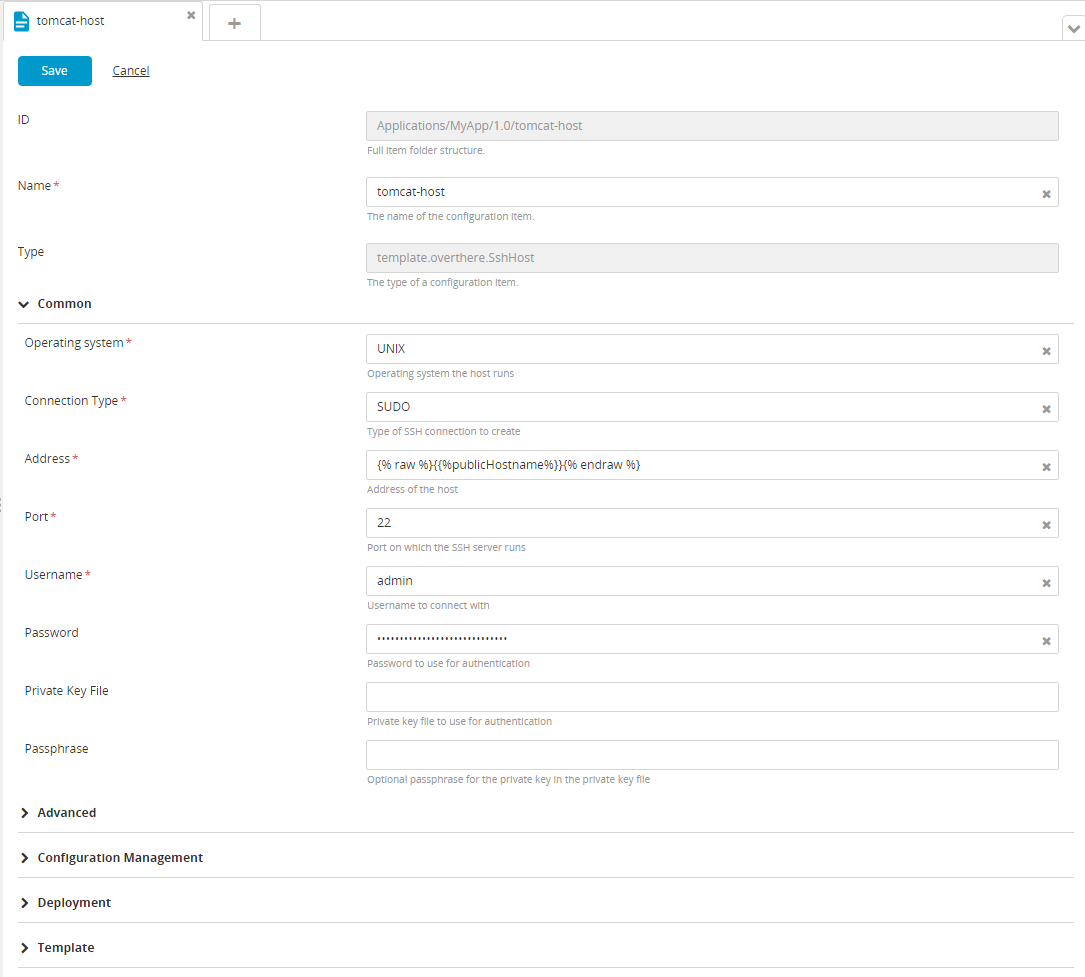 tomcat-host
Save Cancel
ID
Applications/MyApp/1.0/tomcat-host
Full item folder structure.
Name *
tomcat-host
The name of the configuration item.
Type
template.overthere.SshHost
The type of a configuration item.
Common
Operating system *
UNIX
Operating system the host runs
Connection Type *
SUDO
Type of SSH connection to create
Address *
{% raw %}{{%publicHostname%}}{% endraw %}
Address of the host
Port *
22
Port on which the SSH server runs
Username *
admin
Username to connect with
Password
•••••••••••••••••••••••••••••
Password to use for authentication
Private Key File
Private key file to use for authentication
Passphrase
Optional passphrase for the private key in the private key file
Advanced
Configuration Management
Deployment
Template